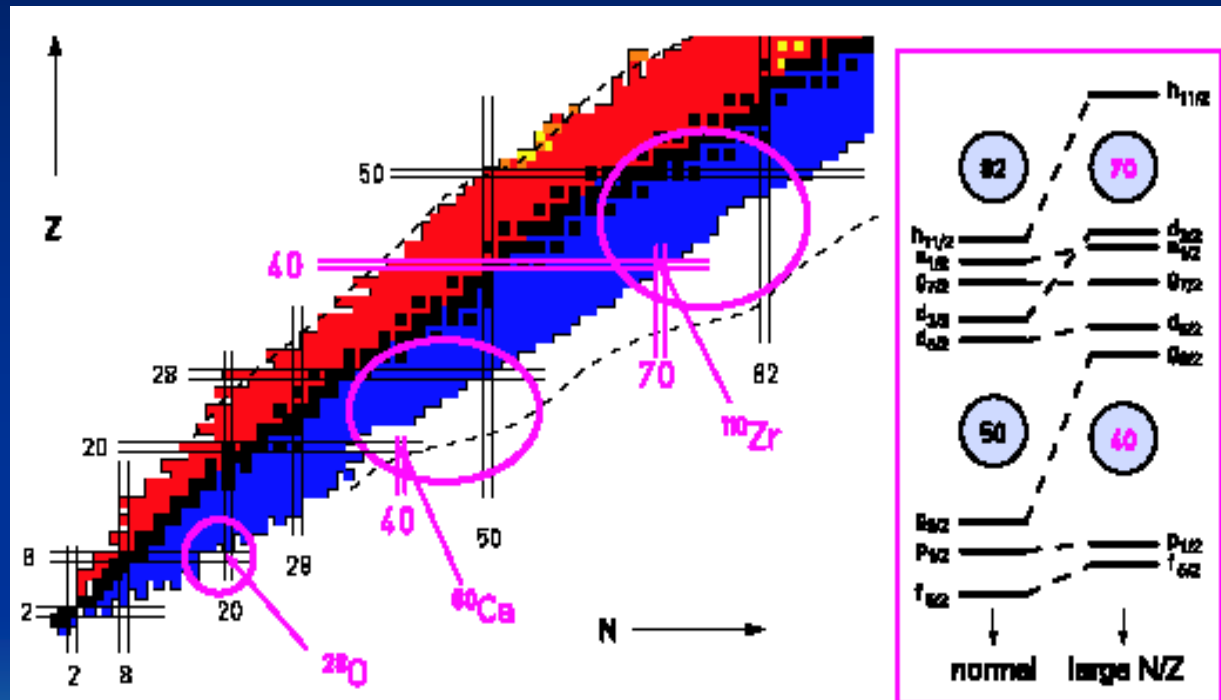 Z
50
40
28
20
8
2
2
8
20
28
40
50
70
82
N
²⁸O
⁶⁰Ca
¹¹⁰Zr
h11/2
82
70
h11/2
d3/2
s1/2
s1/2
g7/2
g7/2
d3/2
d5/2
d5/2
g9/2
50
40
g9/2
p1/2
p1/2
f5/2
f5/2
normal
large N/Z